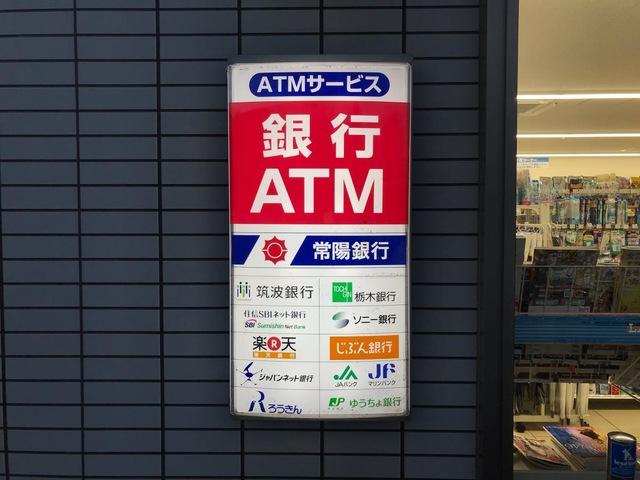 ATMサービス
銀行
ATM
常陽銀行
筑波銀行
TOCHI GIN 栃木銀行
住信SBIネット銀行
SBI Sumishin Net Bank
ソニー銀行
楽R天
楽天銀行
じぶん銀行
ジャパンネット銀行
JA
JAバンク
JF
マリンバンク
R ろうきん
JP
ゆうちょ銀行